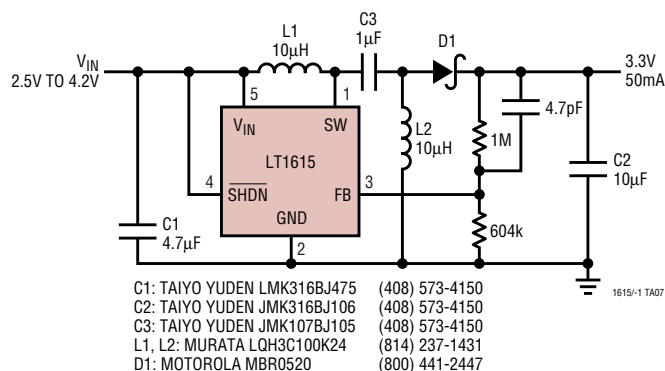 L1
10µH
C3
1µF
D1
VIN
2.5V TO 4.2V
3.3V
50mA
5
1
VIN
SW
LT1615
4
SHDN
FB
3
GND
2
L2
10µH
1M
4.7pF
C2
10µF
604k
C1
4.7µF
C1: TAIYO YUDEN LMK316BJ475 (408) 573-4150
C2: TAIYO YUDEN JMK316BJ106 (408) 573-4150
C3: TAIYO YUDEN JMK107BJ105 (408) 573-4150
L1, L2: MURATA LQH3C100K24 (814) 237-1431
D1: MOTOROLA MBR0520 (800) 441-2447
1615/-1 TA07